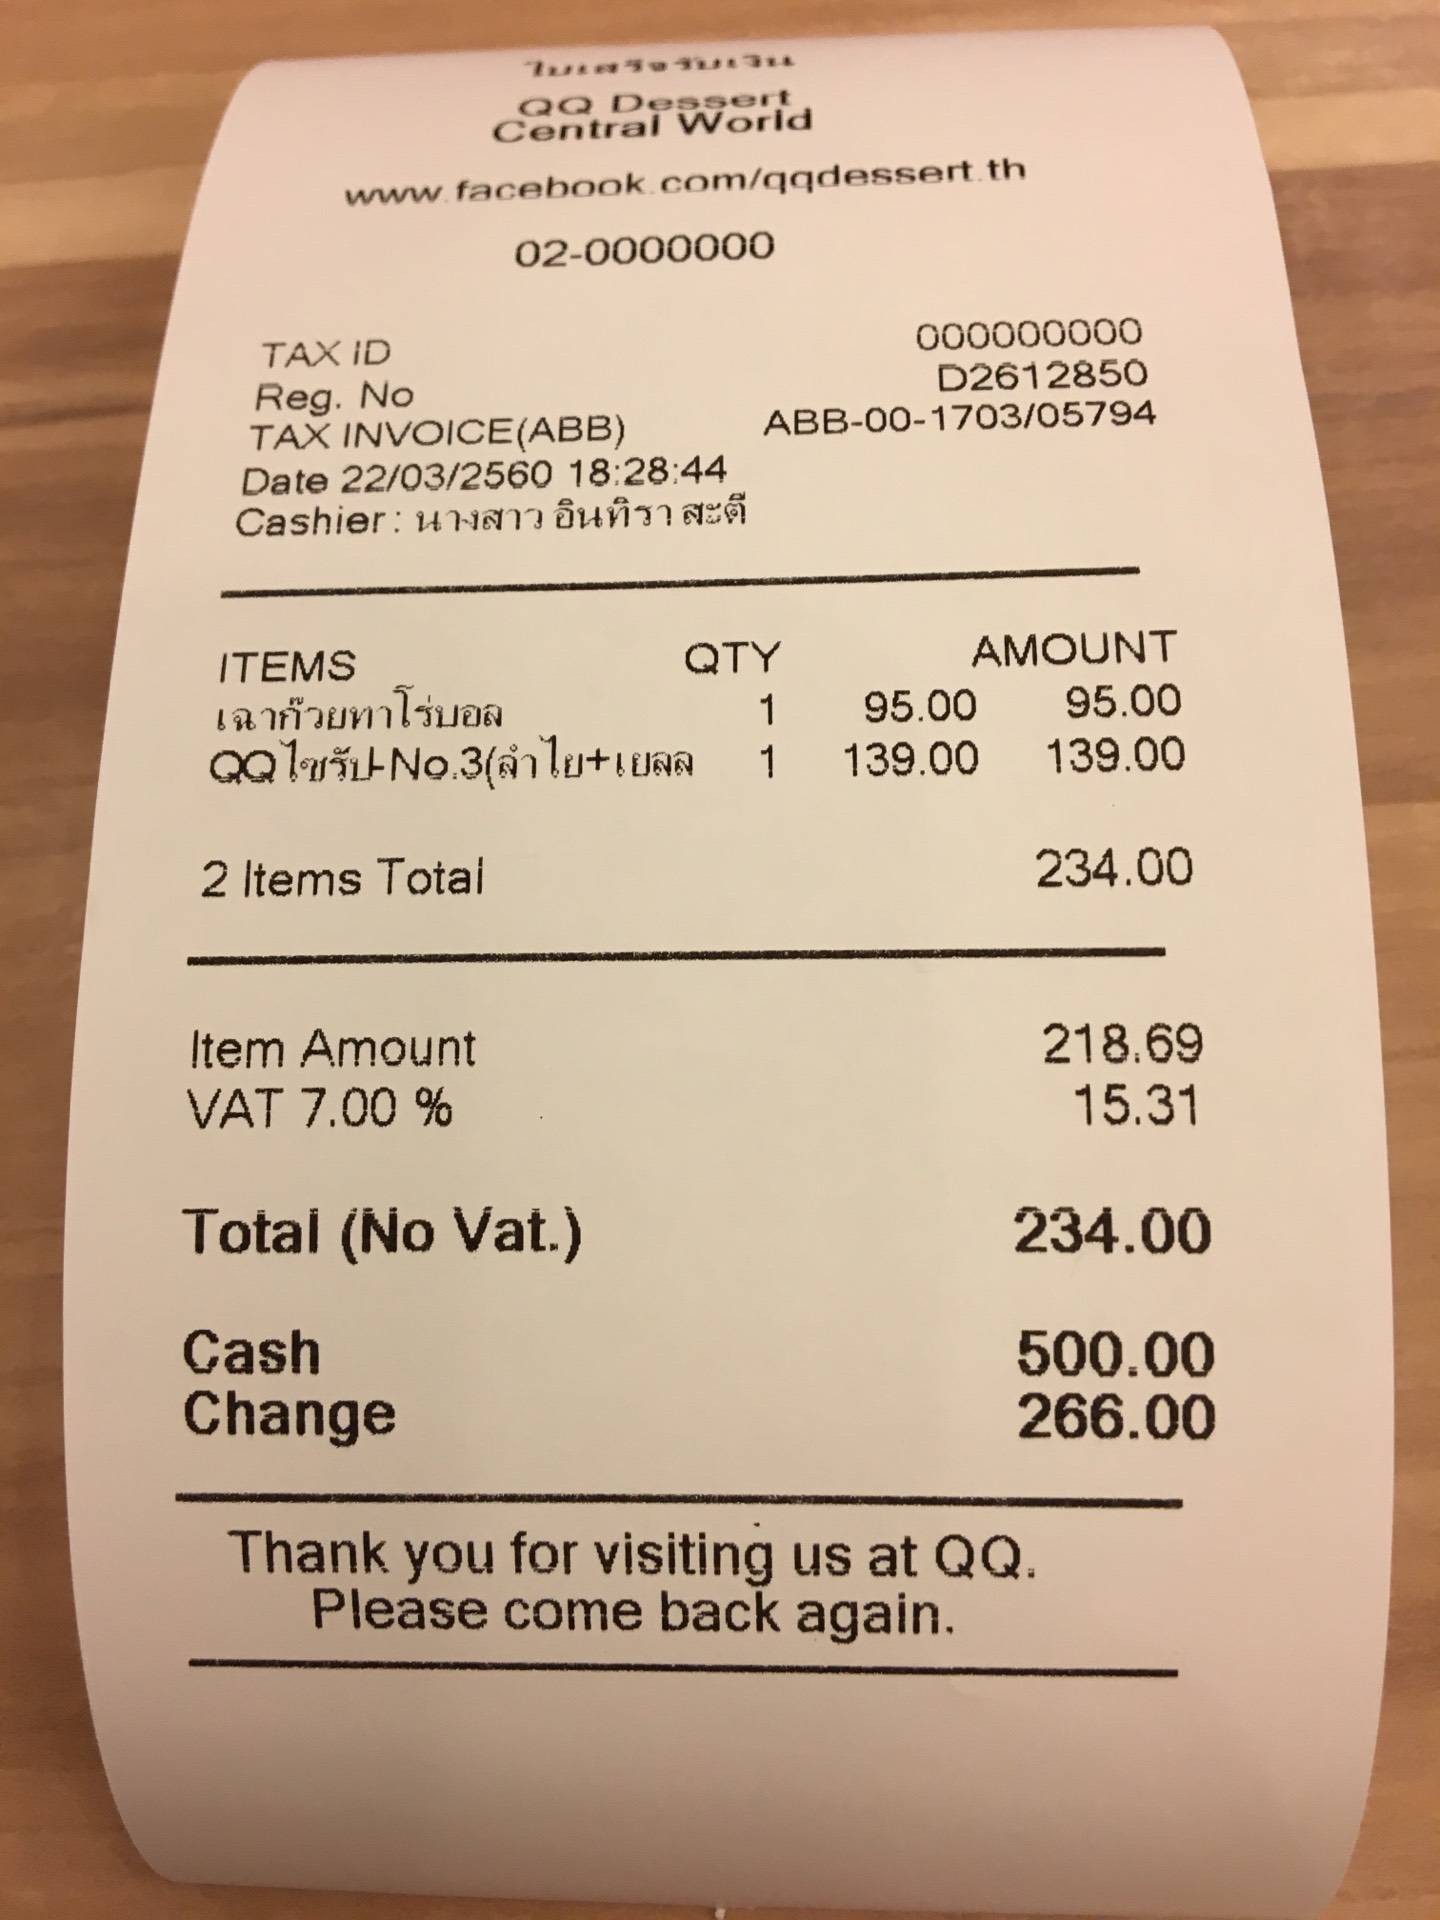 ใบเสร็จรับเงิน
QQ Dessert
Central World
www.facebook.com/qqdessert.th
02-0000000
TAX ID 000000000
Reg. No D2612850
TAX INVOICE(ABB) ABB-00-1703/05794
Date 22/03/2560 18:28:44
Cashier : นางสาว อินทิรา สะตี
ITEMS QTY AMOUNT
เฉาก๊วยทาโร่บอล 1 95.00 95.00
QQไซรัป-No.3(ลำไย+เยลล 1 139.00 139.00
2 Items Total 234.00
Item Amount 218.69
VAT 7.00 % 15.31
Total (No Vat.) 234.00
Cash 500.00
Change 266.00
Thank you for visiting us at QQ.
Please come back again.